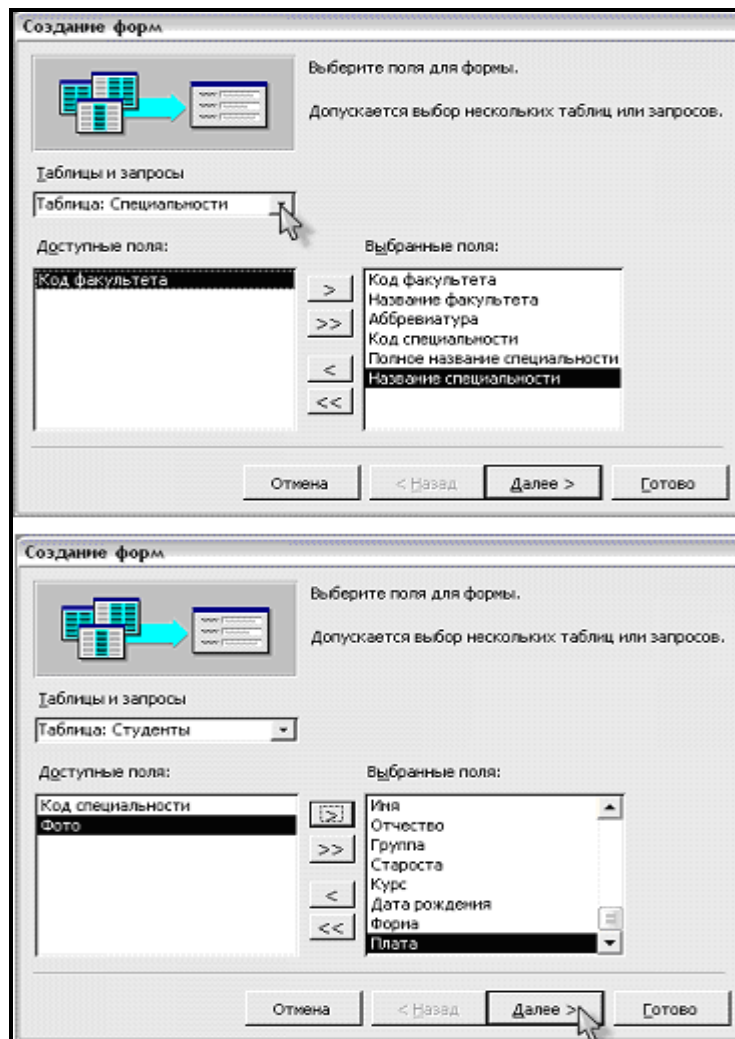 Создание форм
Выберите поля для формы.
Допускается выбор нескольких таблиц или запросов.
Таблицы и запросы
Таблица: Специальности
Доступные поля:
Выбранные поля:
Код факультета
>
>>
<
<<
Код факультета
Название факультета
Аббревиатура
Код специальности
Полное название специальности
Название специальности
Отмена
< Назад
Далее >
Готово
Создание форм
Выберите поля для формы.
Допускается выбор нескольких таблиц или запросов.
Таблицы и запросы
Таблица: Студенты
Доступные поля:
Выбранные поля:
Код специальности
Фото
>
>>
<
<<
Имя
Отчество
Группа
Староста
Курс
Дата рождения
Форма
Плата
Отмена
< Назад
Далее >
Готово